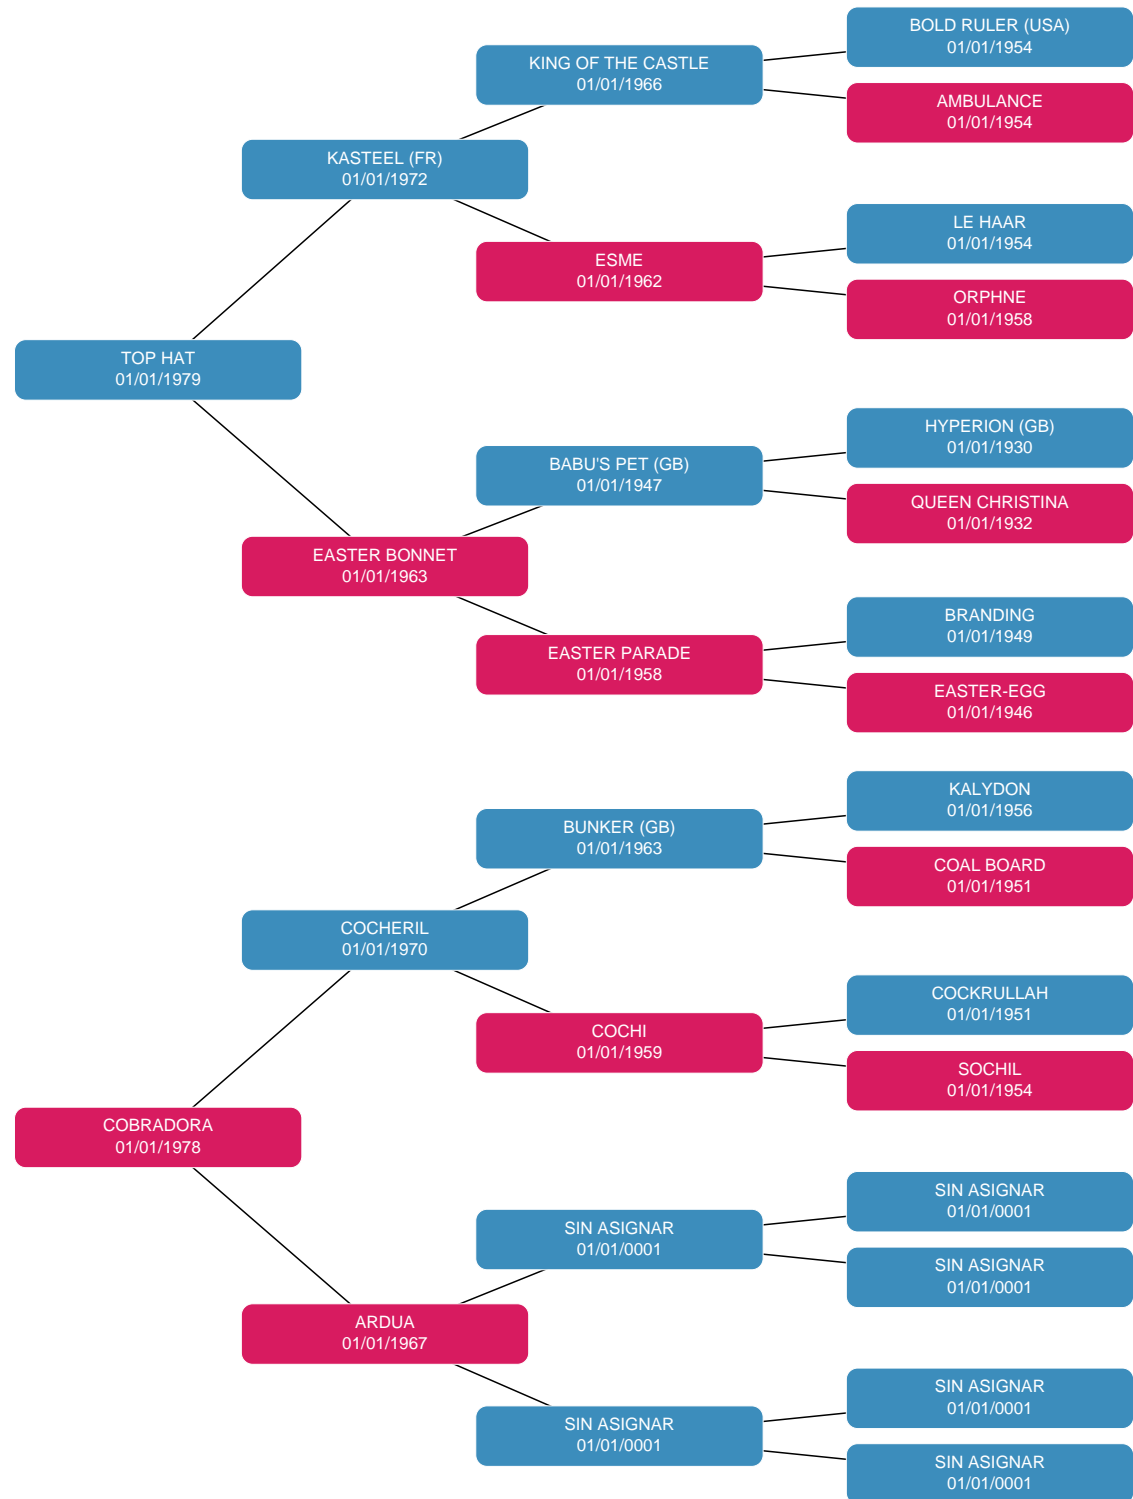 BOLD RULER (USA)
01/01/1954
KING OF THE CASTLE
01/01/1966
AMBULANCE
01/01/1954
KASTEEL (FR)
01/01/1972
LE HAAR
01/01/1954
ESME
01/01/1962
ORPHNE
01/01/1958
TOP HAT
01/01/1979
HYPERION (GB)
01/01/1930
BABU'S PET (GB)
01/01/1947
QUEEN CHRISTINA
01/01/1932
EASTER BONNET
01/01/1963
BRANDING
01/01/1949
EASTER PARADE
01/01/1958
EASTER-EGG
01/01/1946
KALYDON
01/01/1956
BUNKER (GB)
01/01/1963
COAL BOARD
01/01/1951
COCHERIL
01/01/1970
COCKRULLAH
01/01/1951
COCHI
01/01/1959
SOCHIL
01/01/1954
COBRADORA
01/01/1978
SIN ASIGNAR
01/01/0001
SIN ASIGNAR
01/01/0001
SIN ASIGNAR
01/01/0001
ARDUA
01/01/1967
SIN ASIGNAR
01/01/0001
SIN ASIGNAR
01/01/0001
SIN ASIGNAR
01/01/0001